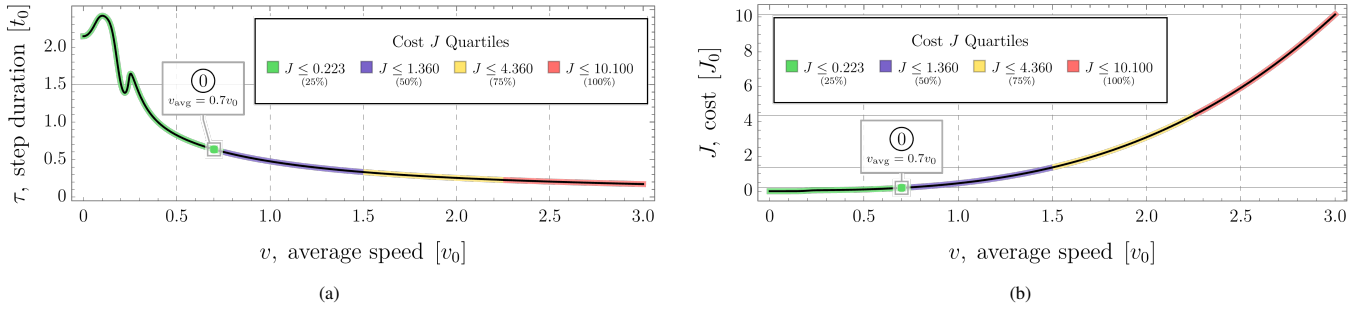 τ, step duration [t₀]
2.0
1.5
1.0
0.5
0
0 0.5 1.0 1.5 2.0 2.5 3.0
v, average speed [v₀]
Cost J Quartiles
J ≤ 0.223 J ≤ 1.360 J ≤ 4.360 J ≤ 10.100
(25%) (50%) (75%) (100%)
0
v_avg = 0.7v₀
(a)
J, cost [J₀]
10
8
6
4
2
0
0 0.5 1.0 1.5 2.0 2.5 3.0
v, average speed [v₀]
Cost J Quartiles
J ≤ 0.223 J ≤ 1.360 J ≤ 4.360 J ≤ 10.100
(25%) (50%) (75%) (100%)
0
v_avg = 0.7v₀
(b)